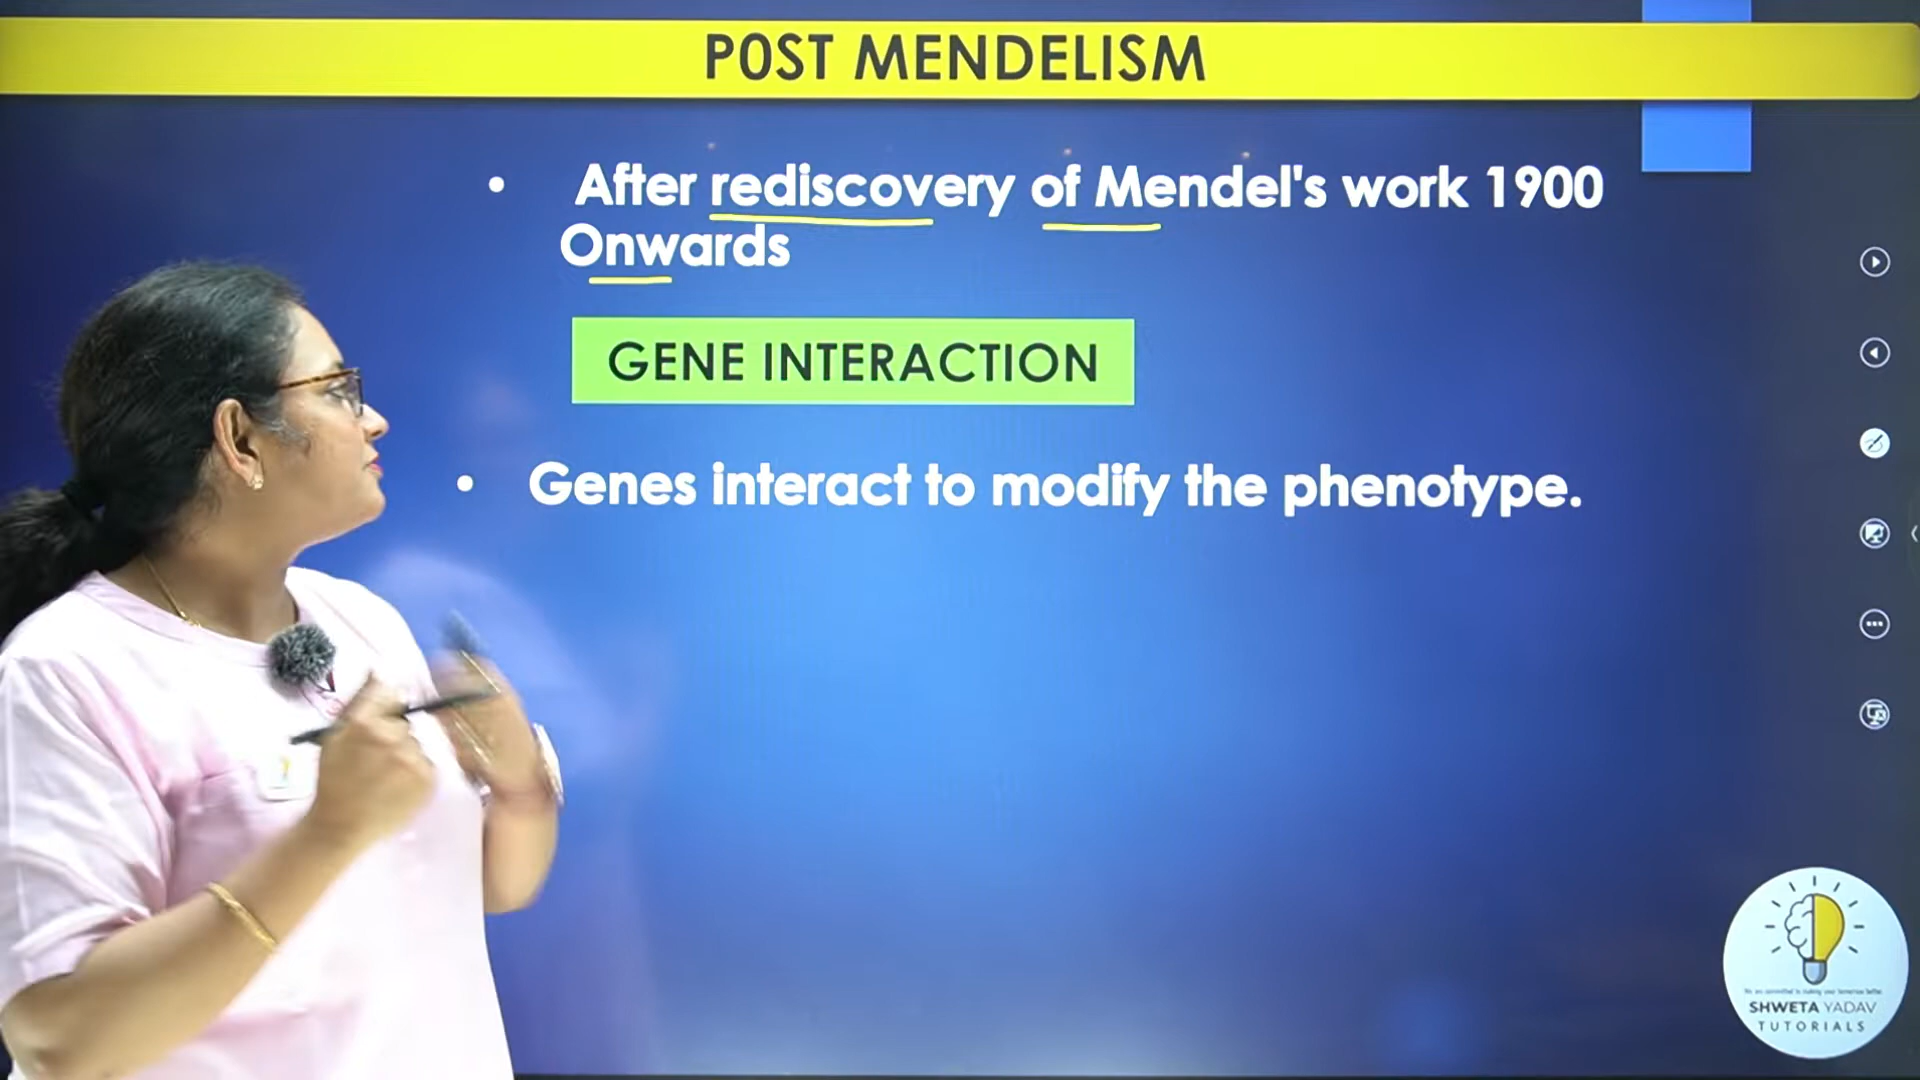 P0ST MENDELISM
• After rediscovery of Mendel's work 1900
Onwards
GENE INTERACTION
• Genes interact to modify the phenotype.
SHWETA YADAV
TUTORIALS